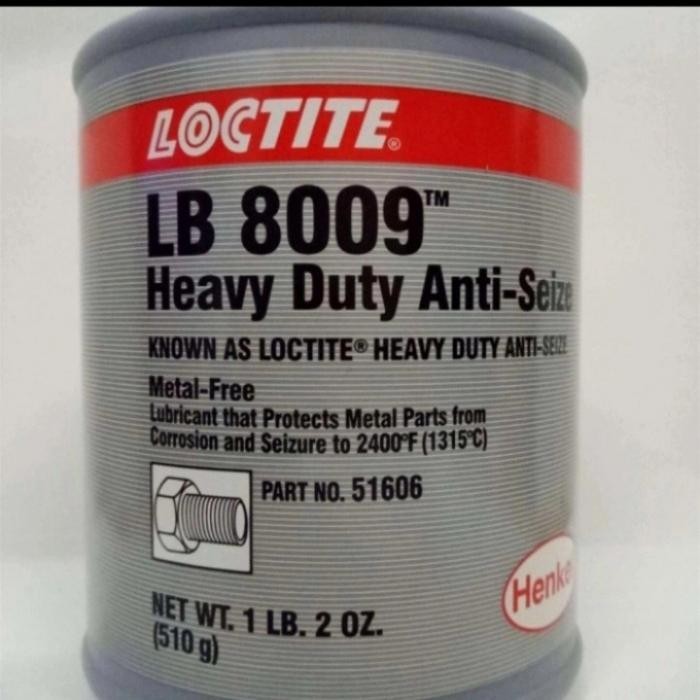 LOCTITE®
LB 8009™
Heavy Duty Anti-Seize
KNOWN AS LOCTITE® HEAVY DUTY ANTI-SEIZE
Metal-Free
Lubricant that Protects Metal Parts from
Corrosion and Seizure to 2400°F (1315°C)
PART NO. 51606
Henkel
NET WT. 1 LB. 2 OZ.
(510 g)